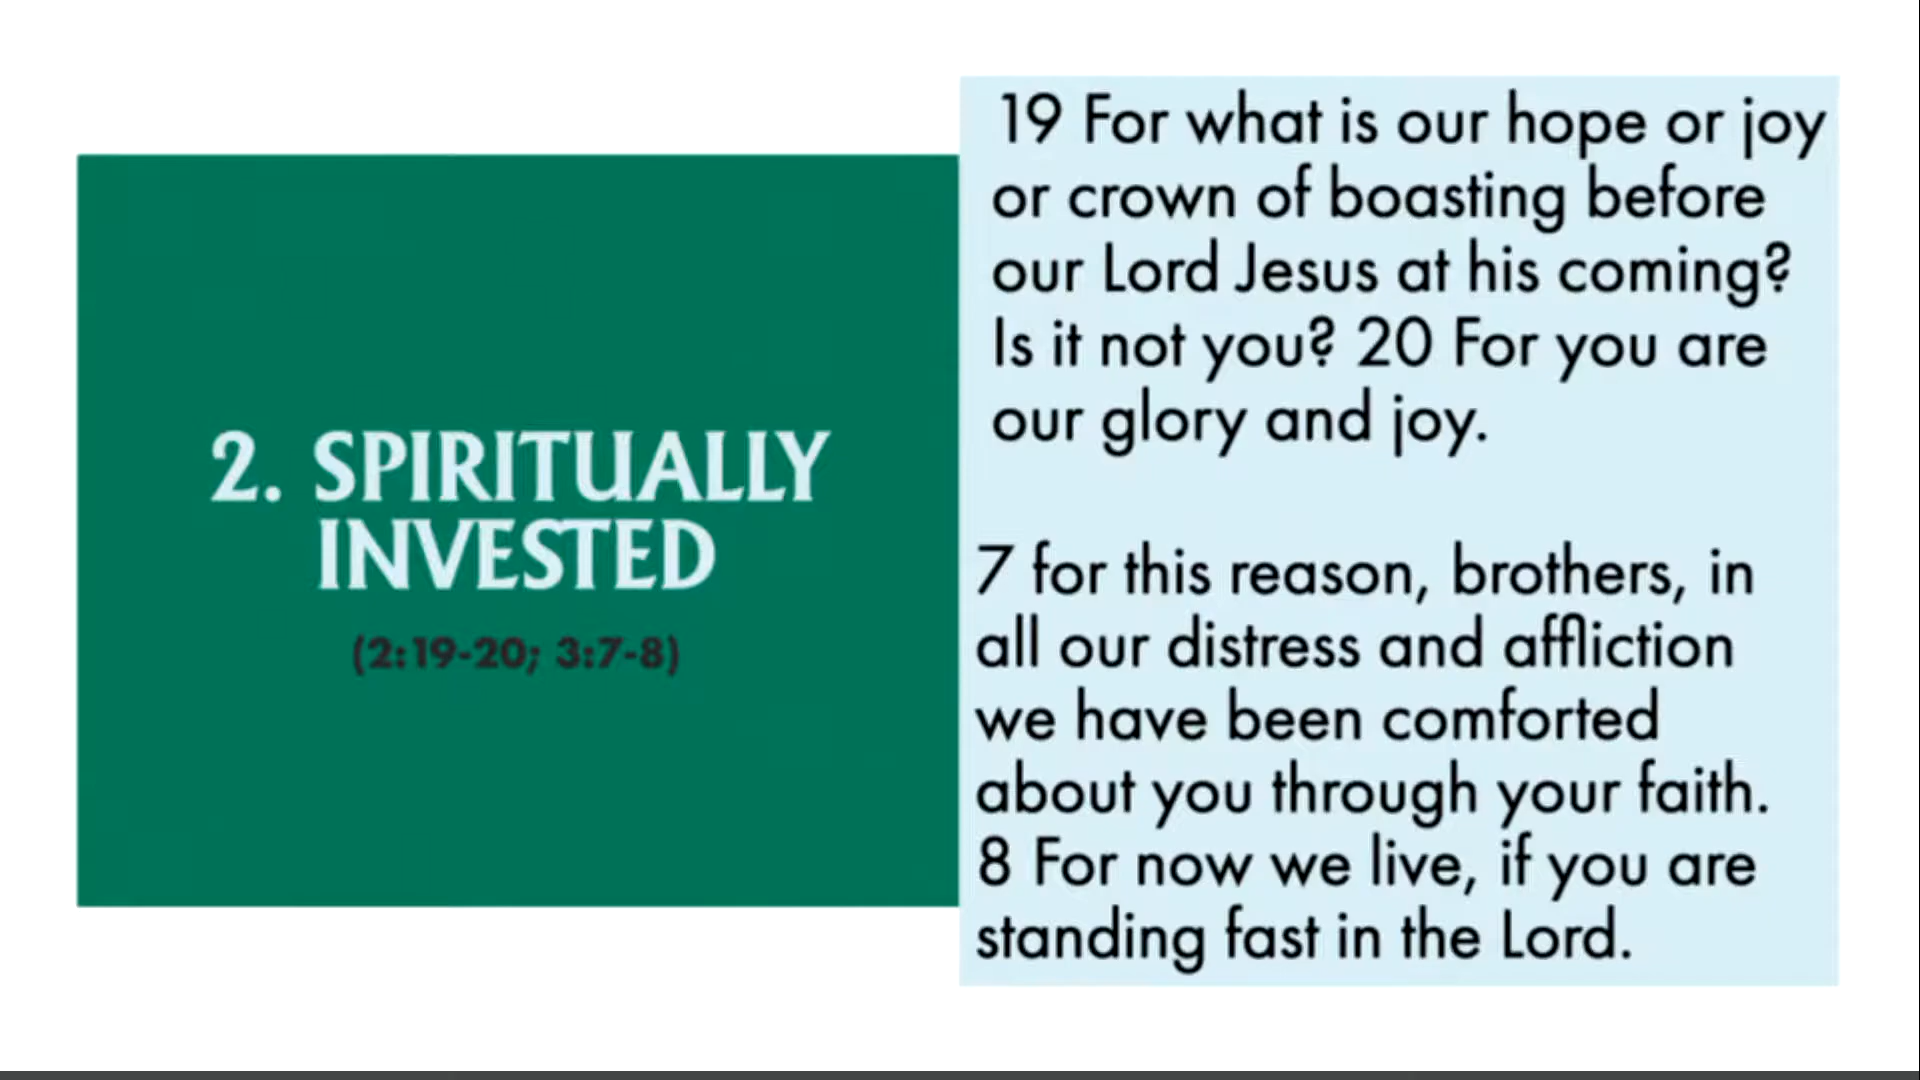 2. SPIRITUALLY
INVESTED
(2:19-20; 3:7-8)
19 For what is our hope or joy
or crown of boasting before
our Lord Jesus at his coming?
Is it not you? 20 For you are
our glory and joy.
7 for this reason, brothers, in
all our distress and affliction
we have been comforted
about you through your faith.
8 For now we live, if you are
standing fast in the Lord.